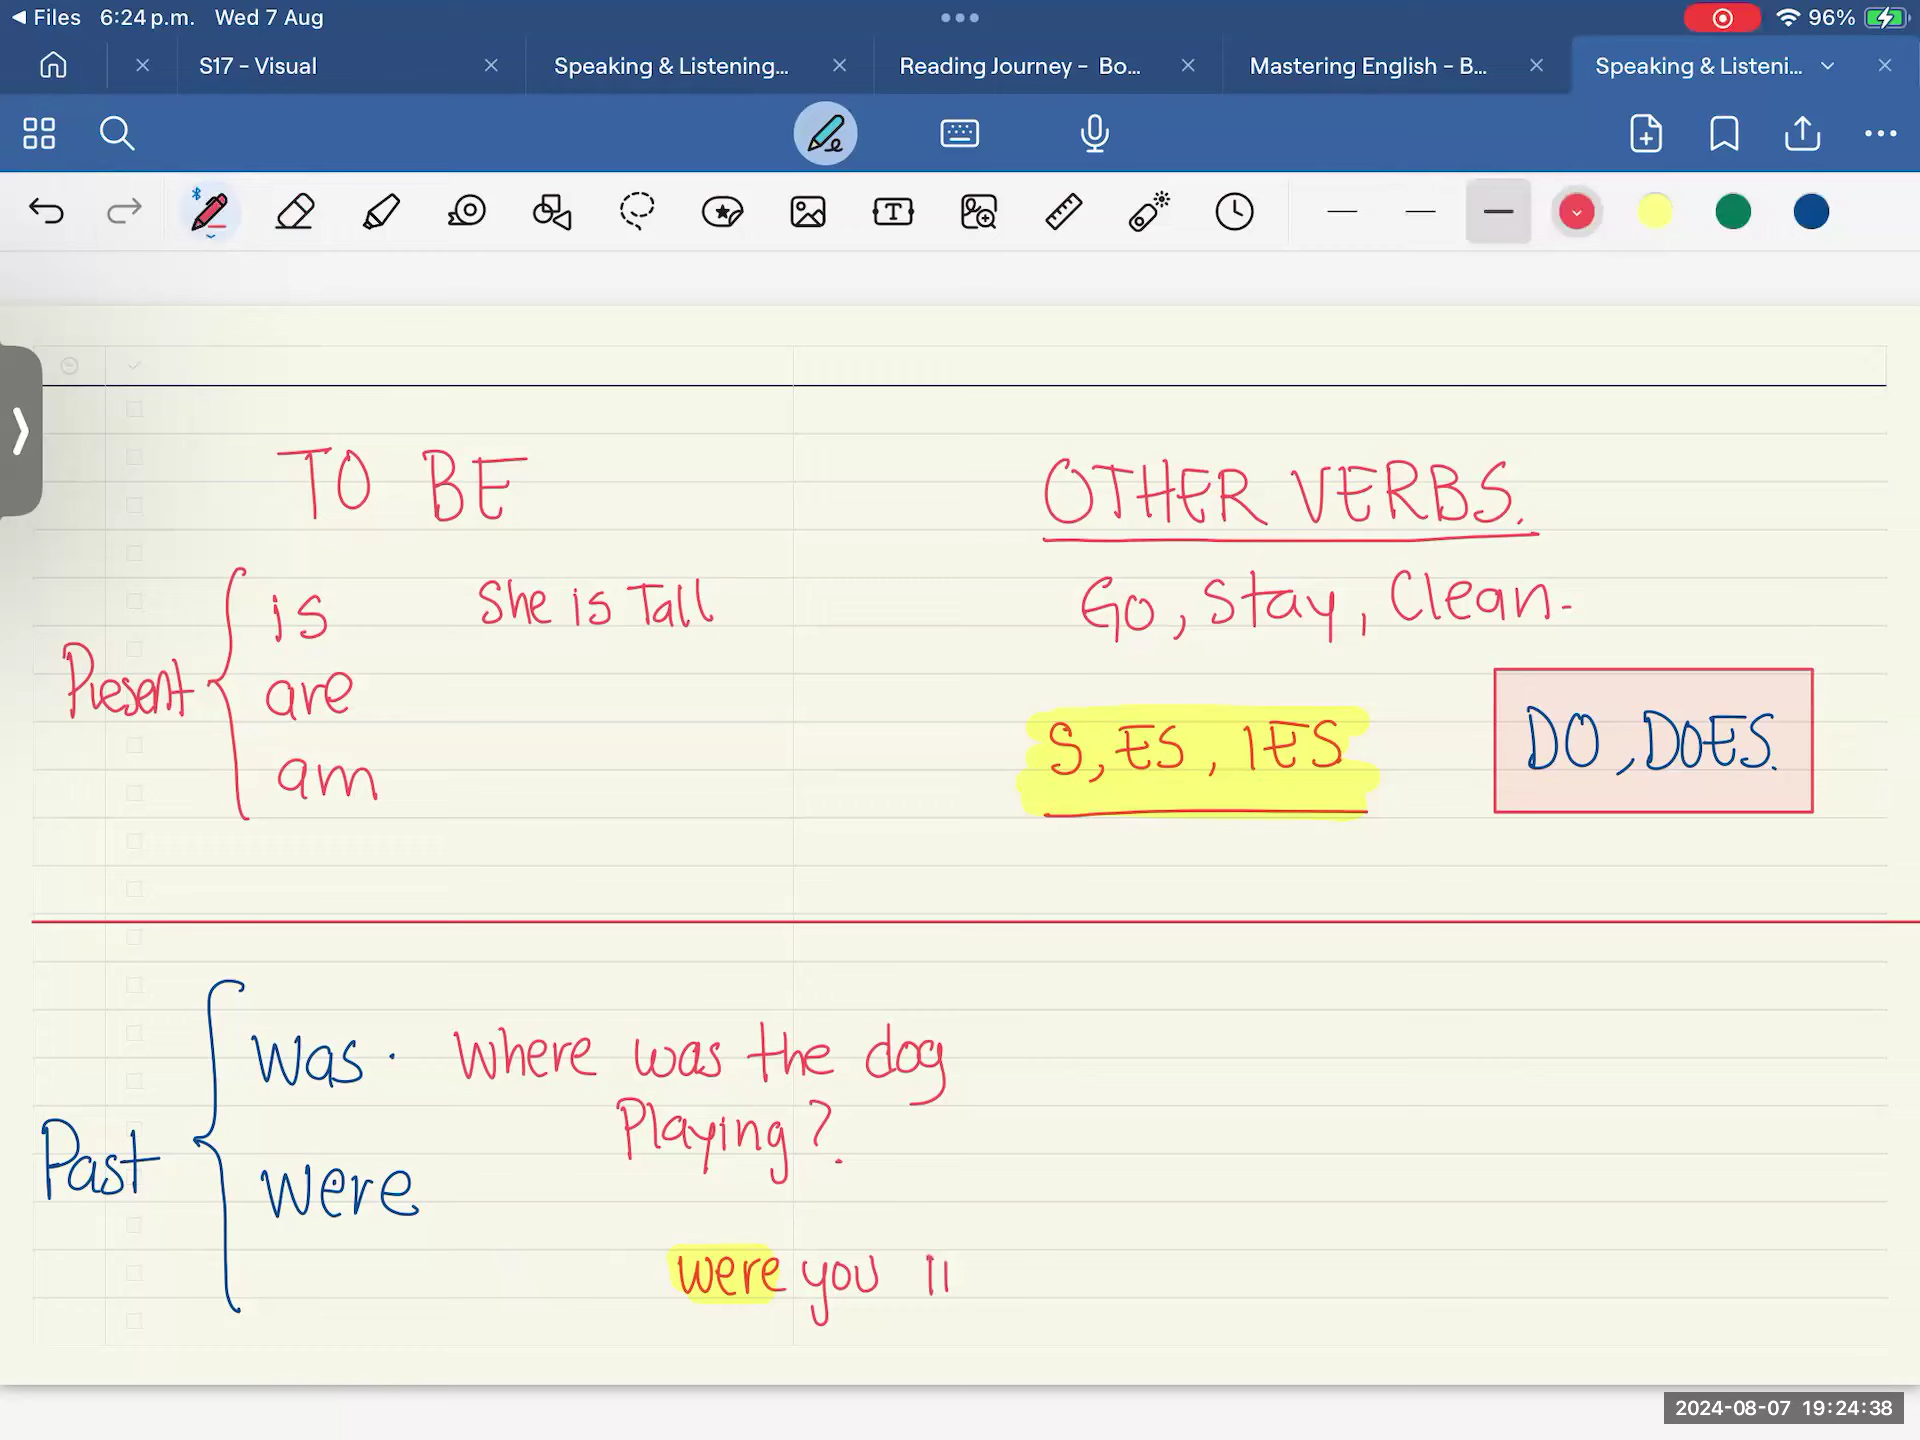 Files 6:24 p.m. Wed 7 Aug 96%
S17 - Visual Speaking & Listening... Reading Journey - Bo... Mastering English - B... Speaking & Listeni...
TO BE
OTHER VERBS.
Present
is She is Tall
are
am
Go, Stay, Clean.
S, ES, IES
DO, DOES.
Past
was. Where was the dog
Playing?
were
were you
2024-08-07 19:24:38